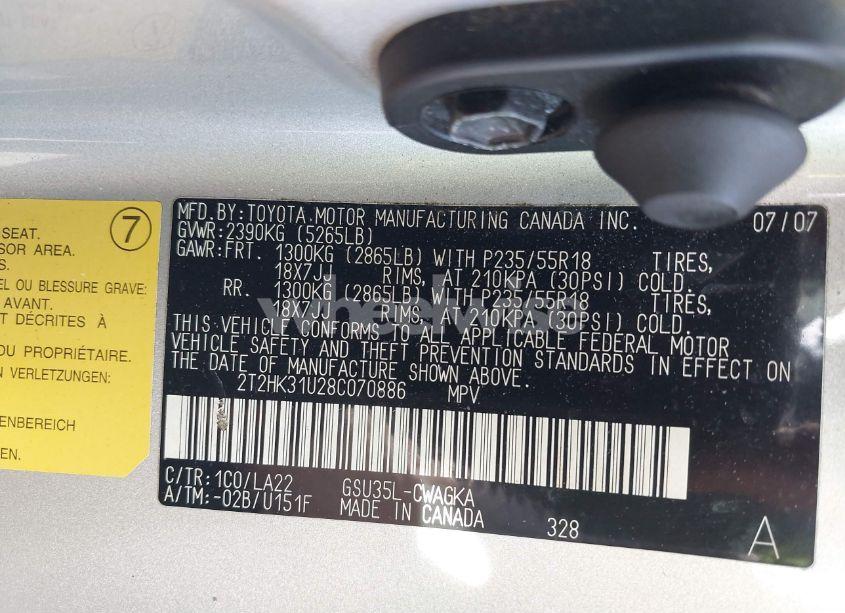 7
SEAT.
SOR AREA.
S.
EL OU BLESSURE GRAVE:
AVANT.
T DÉCRITES À
DU PROPRIÉTAIRE.
N VERLETZUNGEN:
ENBEREICH
EN.
MFD. BY: TOYOTA MOTOR MANUFACTURING CANADA INC. 07/07
GVWR: 2390KG (5265LB)
GAWR: FRT. 1300KG (2865LB) WITH P235/55R18 TIRES,
18X7JJ RIMS, AT 210KPA (30PSI) COLD.
RR. 1300KG (2865LB) WITH P235/55R18 TIRES,
18X7JJ RIMS, AT 210KPA (30PSI) COLD.
THIS VEHICLE CONFORMS TO ALL APPLICABLE FEDERAL MOTOR
VEHICLE SAFETY AND THEFT PREVENTION STANDARDS IN EFFECT ON
THE DATE OF MANUFACTURE SHOWN ABOVE.
2T2HK31U28C070886 MPV
C/TR: 1C0/LA22 GSU35L-CWAGKA
A/TM: -02B/U151F MADE IN CANADA 328 A